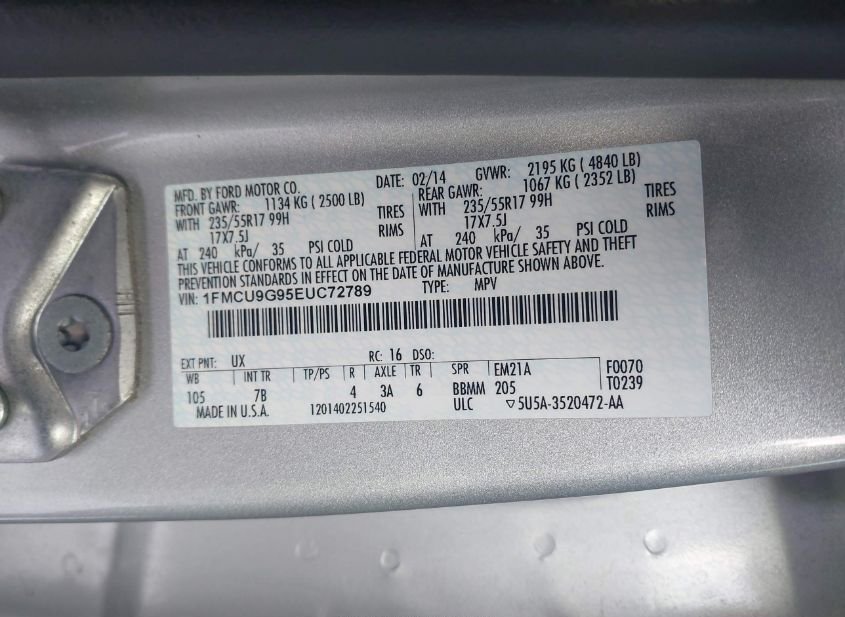 MFD. BY FORD MOTOR CO. DATE: 02/14 GVWR: 2195 KG ( 4840 LB)
FRONT GAWR: 1134 KG ( 2500 LB) REAR GAWR: 1067 KG ( 2352 LB)
WITH 235/55R17 99H TIRES WITH 235/55R17 99H TIRES
17X7.5J RIMS 17X7.5J RIMS
AT 240 kPa/ 35 PSI COLD AT 240 kPa/ 35 PSI COLD
THIS VEHICLE CONFORMS TO ALL APPLICABLE FEDERAL MOTOR VEHICLE SAFETY AND THEFT
PREVENTION STANDARDS IN EFFECT ON THE DATE OF MANUFACTURE SHOWN ABOVE.
VIN: 1FMCU9G95EUC72789 TYPE: MPV
EXT PNT: UX RC: 16 DSO: F0070
WB INT TR TP/PS R AXLE TR SPR EM21A T0239
105 7B 4 3A 6 BBMM 205
MADE IN U.S.A. 1201402251540 ULC ▽5U5A-3520472-AA